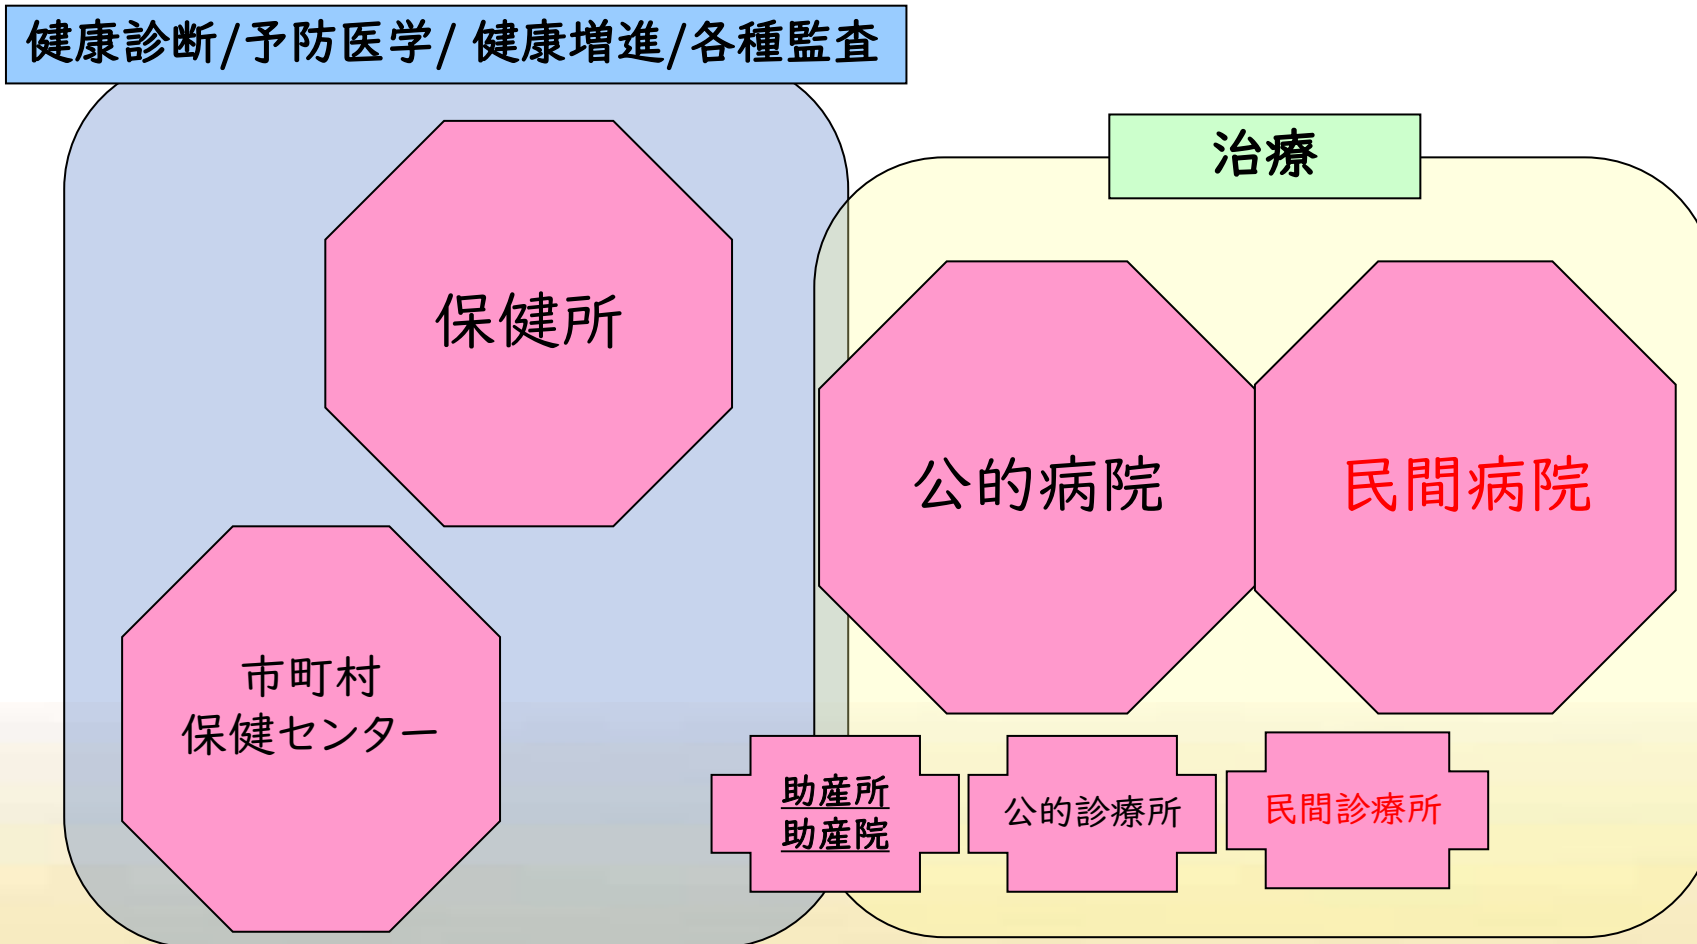 健康診断/予防医学/ 健康増進/各種監査
治療
保健所
公的病院
民間病院
市町村
保健センター
助産所
助産院
公的診療所
民間診療所